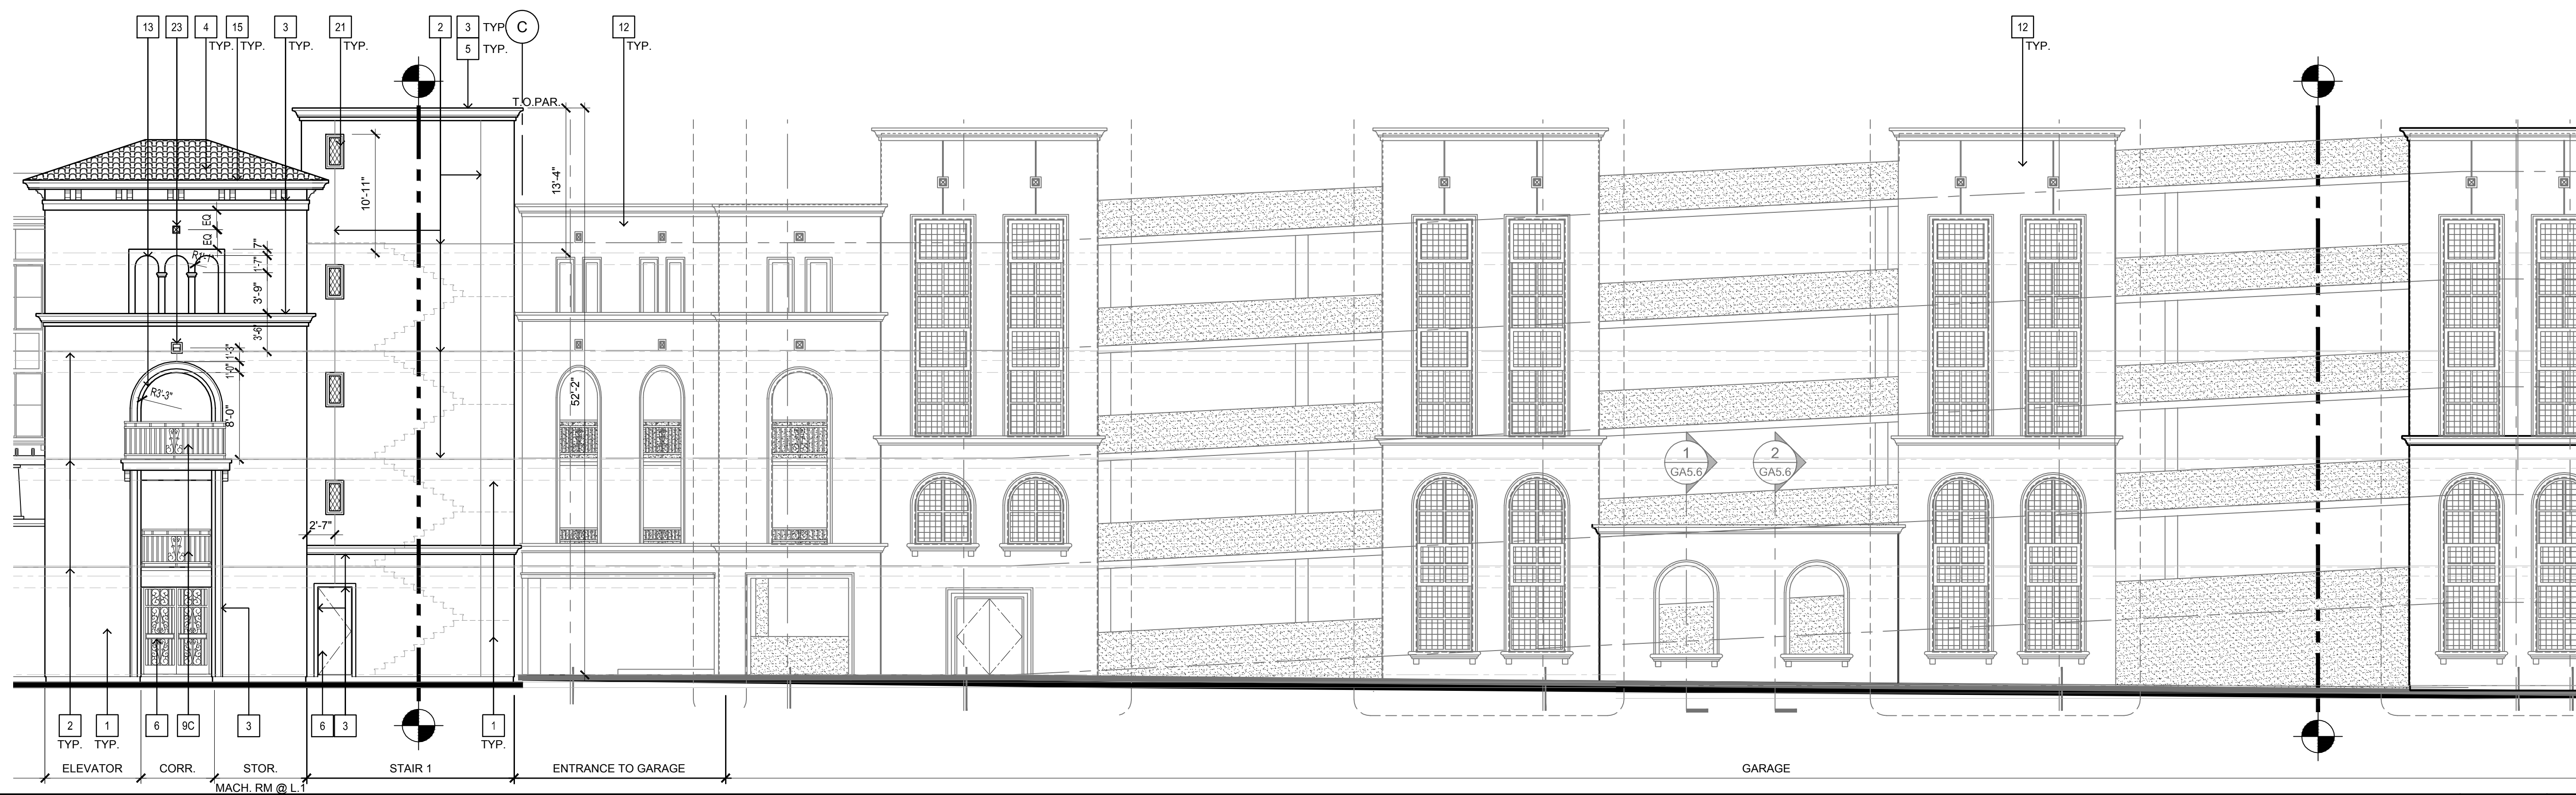 13 23 4 15 3 21 2 3 TYP. C 12 12
TYP. TYP. TYP. TYP. 5 TYP. TYP. TYP.
T.O.PAR.
13'-4"
10'-11"
EQ
EQ
7"
R1'-1"
1'-7"
3'-9"
3'-6"
1'-3"
1'-0"
R3'-3"
8'-0"
52'-2"
1 2
GA5.6 GA5.6
2'-7"
2 1 6 9C 3 6 3 1
TYP. TYP. TYP.
ELEVATOR CORR. STOR. STAIR 1 ENTRANCE TO GARAGE GARAGE
MACH. RM @ L.1